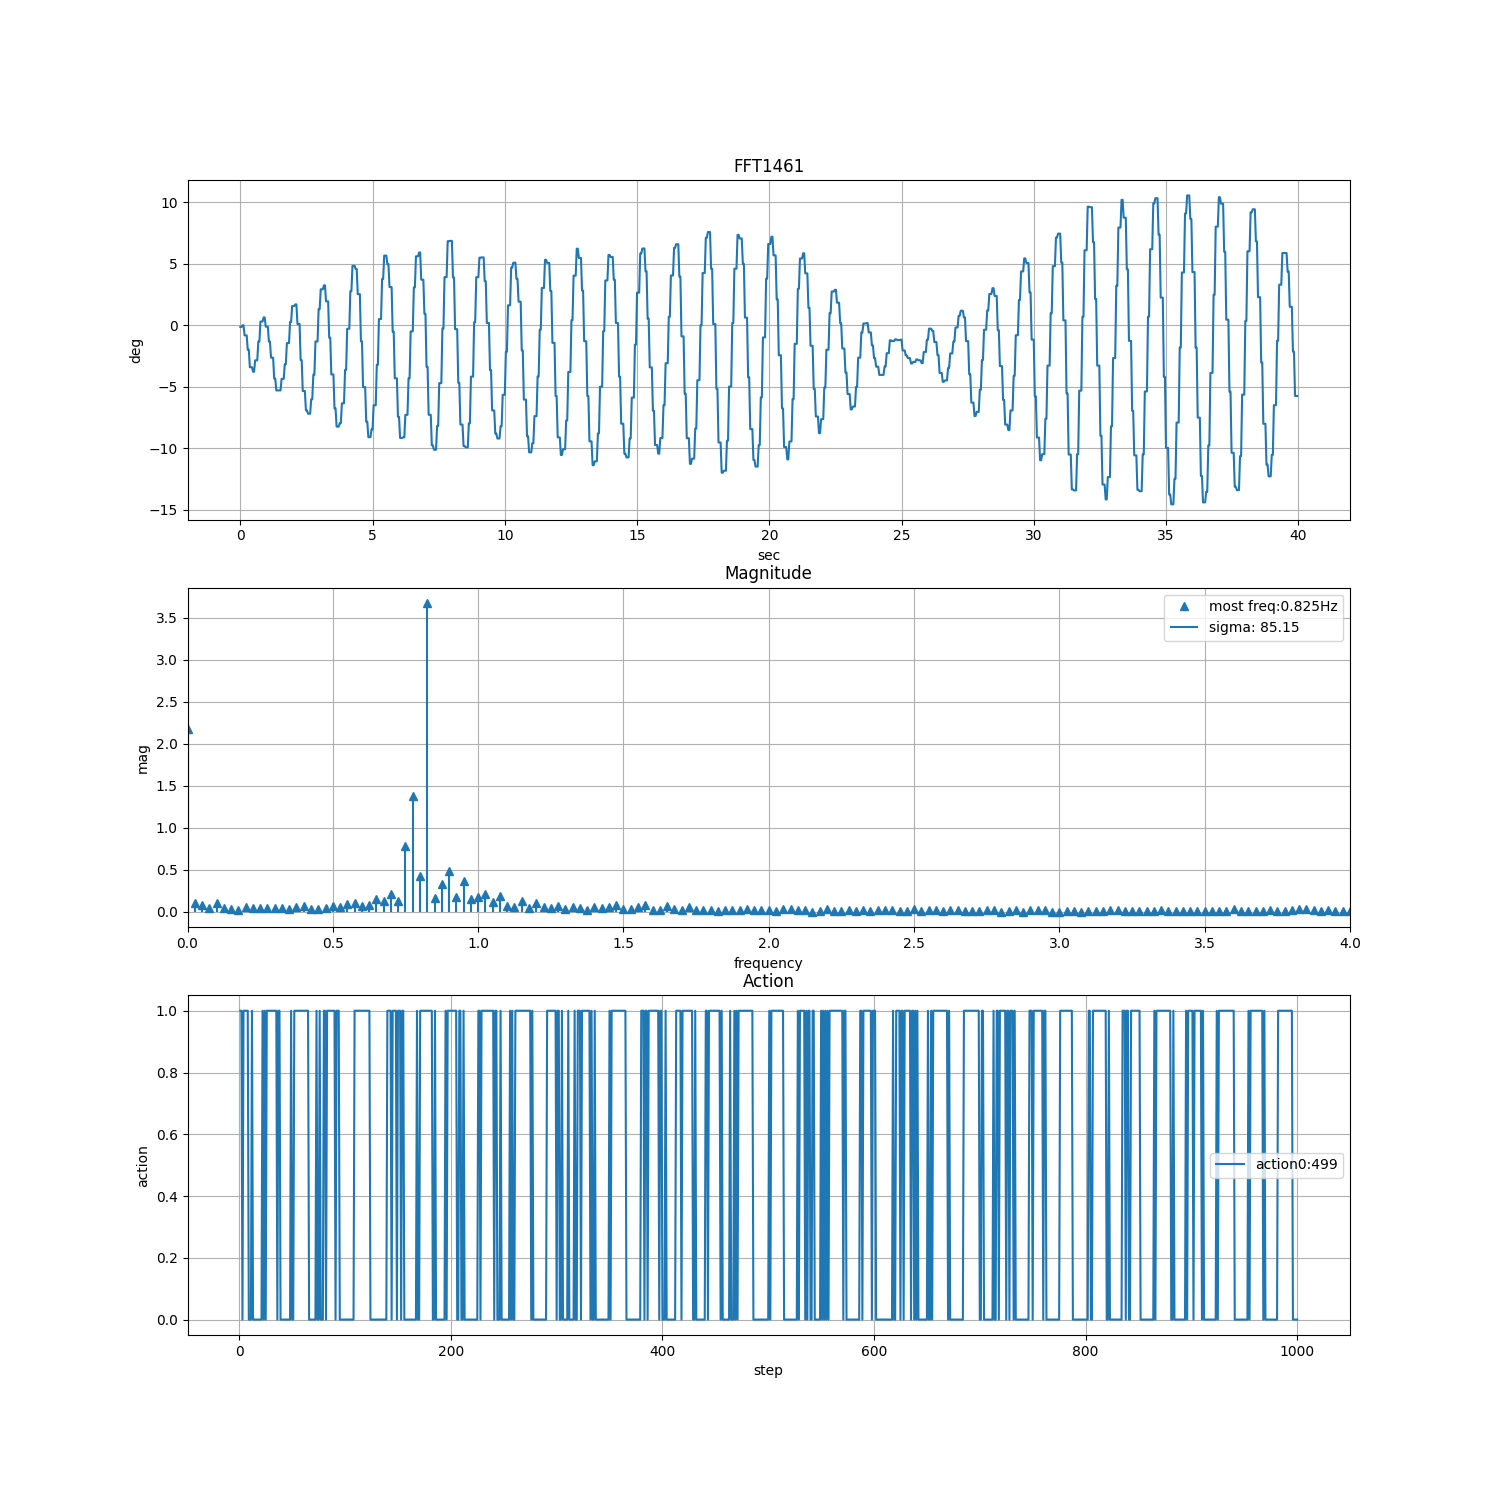 FFT1461
10
5
0
−5
−10
−15
deg
0 5 10 15 20 25 30 35 40
sec
Magnitude
most freq:0.825Hz
sigma: 85.15
3.5
3.0
2.5
2.0
1.5
1.0
0.5
0.0
mag
0.0 0.5 1.0 1.5 2.0 2.5 3.0 3.5 4.0
frequency
Action
1.0
0.8
0.6
0.4
0.2
0.0
action
action0:499
0 200 400 600 800 1000
step